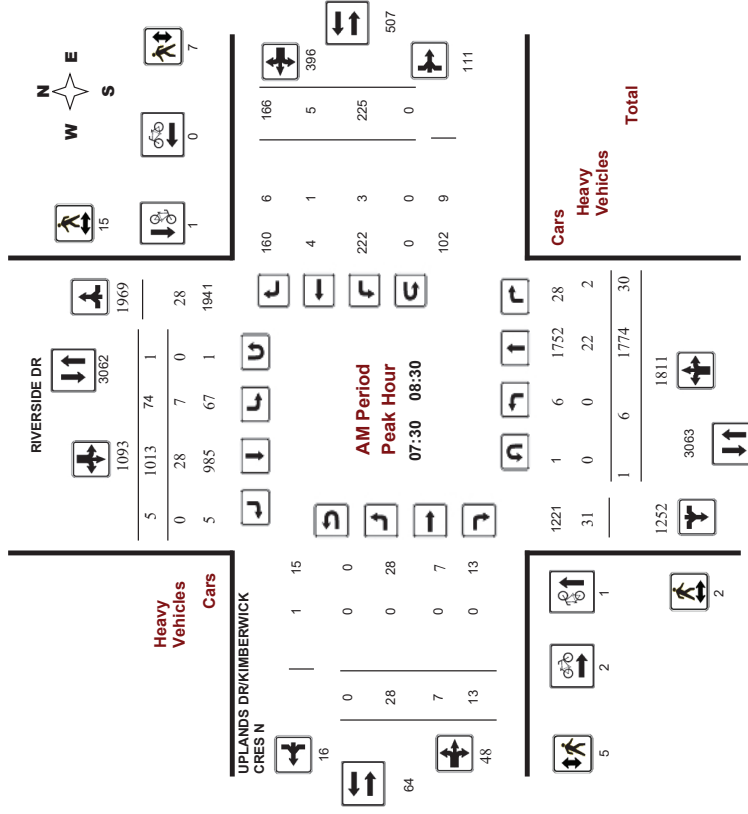 N
W E
S
15
7
1
0
RIVERSIDE DR
3062
1093
1969
5 1013 74 1
0 28 7 0 28
5 985 67 1 1941
Heavy
Vehicles
Cars
396
507
111
160 6 166
4 1 5
222 3 225
0 0 0
102 9
AM Period
Peak Hour
07:30 08:30
UPLANDS DR/KIMBERWICK
CRES N
16
64
48
1 15
0 0 0
28 0 28
7 0 7
13 0 13
Cars
Heavy
Vehicles
Total
1221 1 6 1752 28
31 0 0 22 2
1 6 1774 30
1252
3063
1811
5
2
1
2